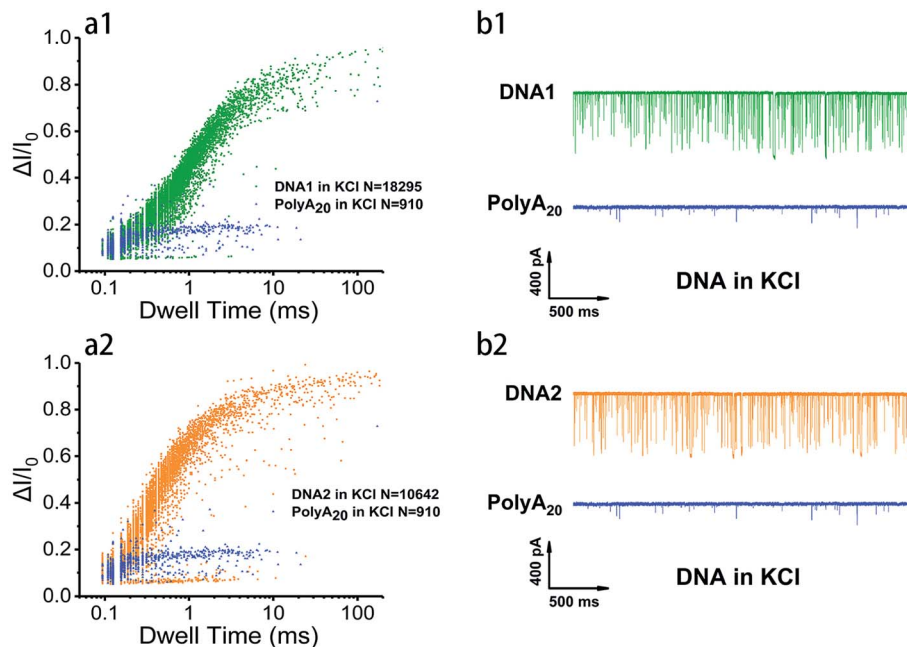 a1
1.0
0.8
0.6
0.4
0.2
0.0
ΔI/I₀
DNA1 in KCl N=18295
PolyA₂₀ in KCl N=910
0.1 1 10 100
Dwell Time (ms)
b1
DNA1
PolyA₂₀
400 pA
500 ms
DNA in KCl
a2
1.0
0.8
0.6
0.4
0.2
0.0
ΔI/I₀
DNA2 in KCl N=10642
PolyA₂₀ in KCl N=910
0.1 1 10 100
Dwell Time (ms)
b2
DNA2
PolyA₂₀
400 pA
500 ms
DNA in KCl